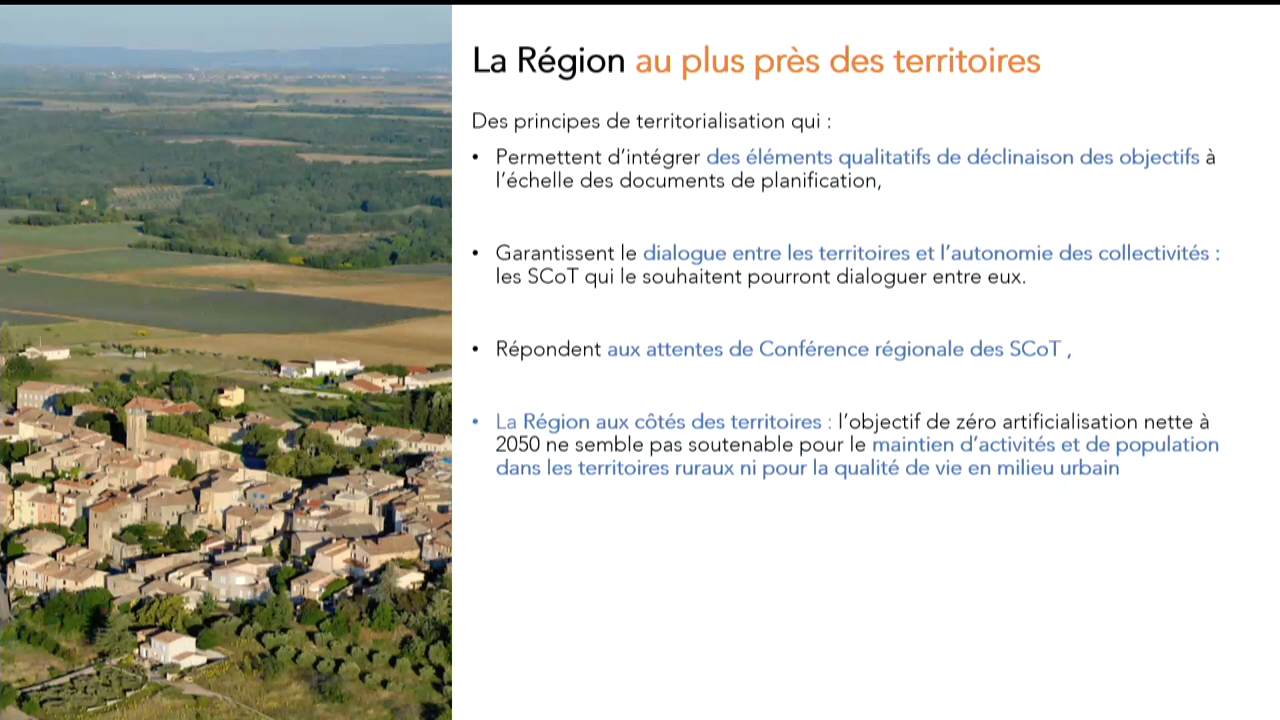 La Région au plus près des territoires
Des principes de territorialisation qui :
• Permettent d’intégrer des éléments qualitatifs de déclinaison des objectifs à
l’échelle des documents de planification,
• Garantissent le dialogue entre les territoires et l’autonomie des collectivités :
les SCoT qui le souhaitent pourront dialoguer entre eux.
• Répondent aux attentes de Conférence régionale des SCoT ,
• La Région aux côtés des territoires : l’objectif de zéro artificialisation nette à
2050 ne semble pas soutenable pour le maintien d’activités et de population
dans les territoires ruraux ni pour la qualité de vie en milieu urbain